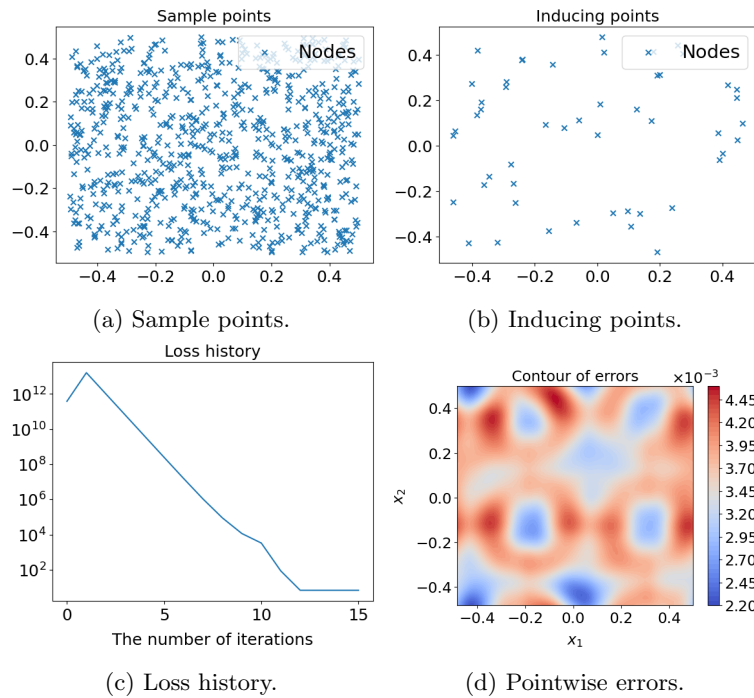 Sample points
Nodes
0.4
0.2
0.0
−0.2
−0.4
−0.4 −0.2 0.0 0.2 0.4
(a) Sample points.
Inducing points
Nodes
0.4
0.2
0.0
−0.2
−0.4
−0.4 −0.2 0.0 0.2 0.4
(b) Inducing points.
Loss history
10^12
10^10
10^8
10^6
10^4
10^2
0 5 10 15
The number of iterations
(c) Loss history.
Contour of errors
×10^−3
x_2
0.4
0.2
0.0
−0.2
−0.4
−0.4 −0.2 0.0 0.2 0.4
x_1
4.45
4.20
3.95
3.70
3.45
3.20
2.95
2.70
2.45
2.20
(d) Pointwise errors.